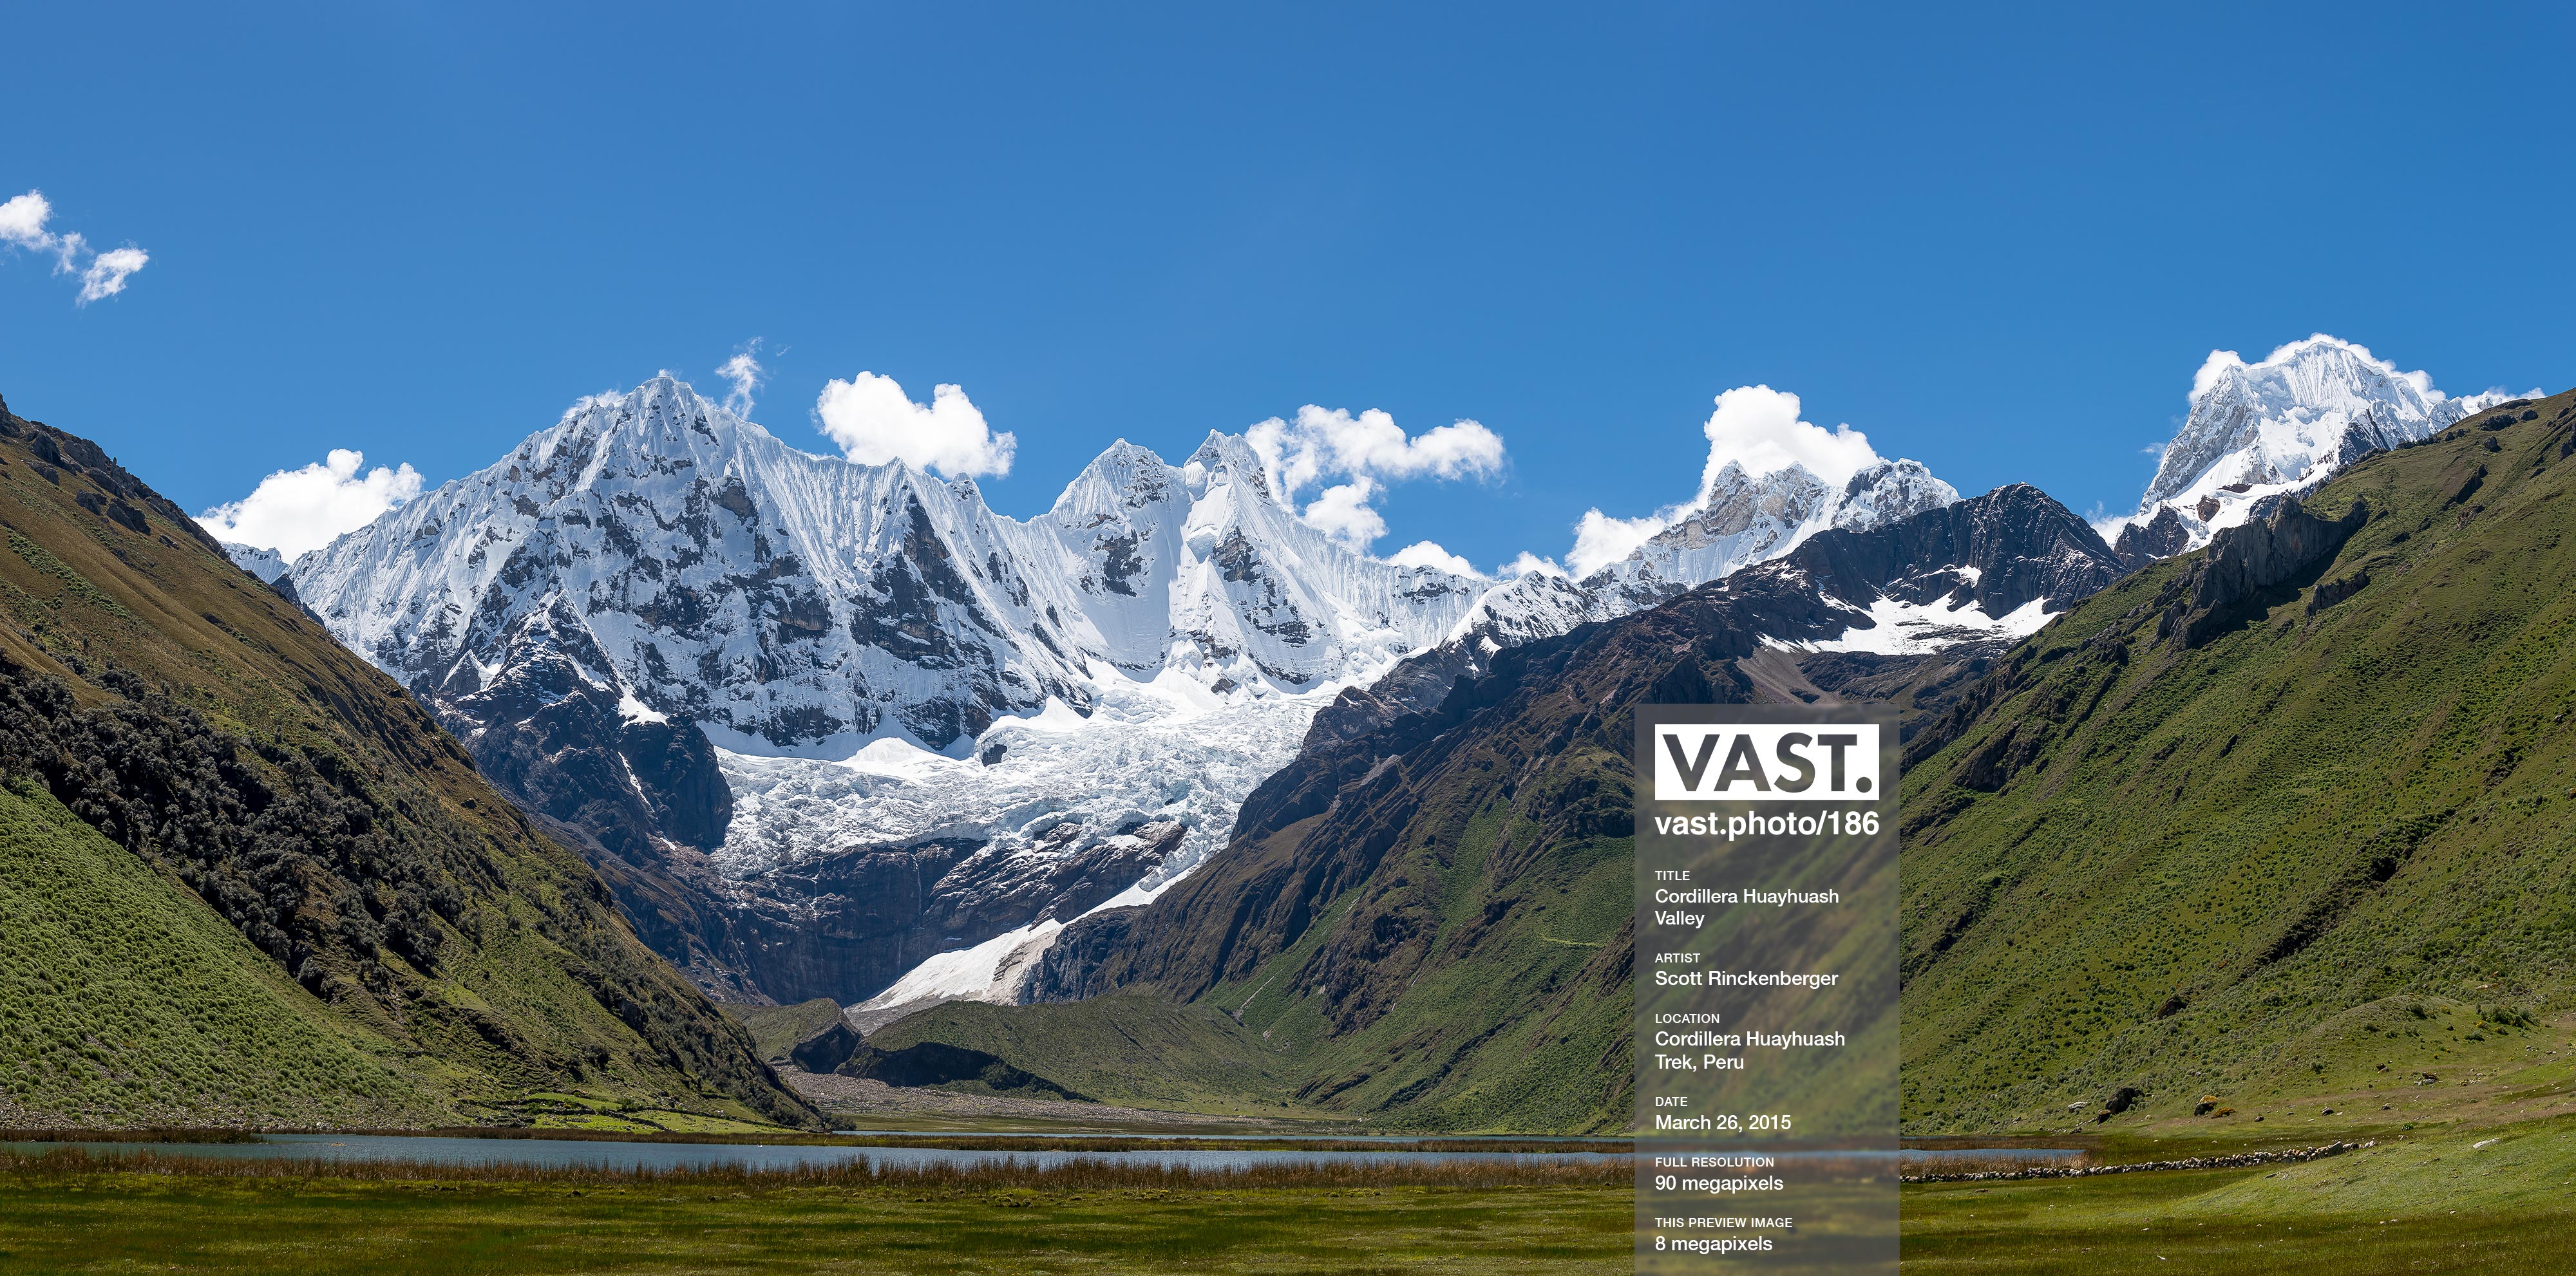 VAST.
vast.photo/186
TITLE
Cordillera Huayhuash
Valley
ARTIST
Scott Rinckenberger
LOCATION
Cordillera Huayhuash
Trek, Peru
DATE
March 26, 2015
FULL RESOLUTION
90 megapixels
THIS PREVIEW IMAGE
8 megapixels